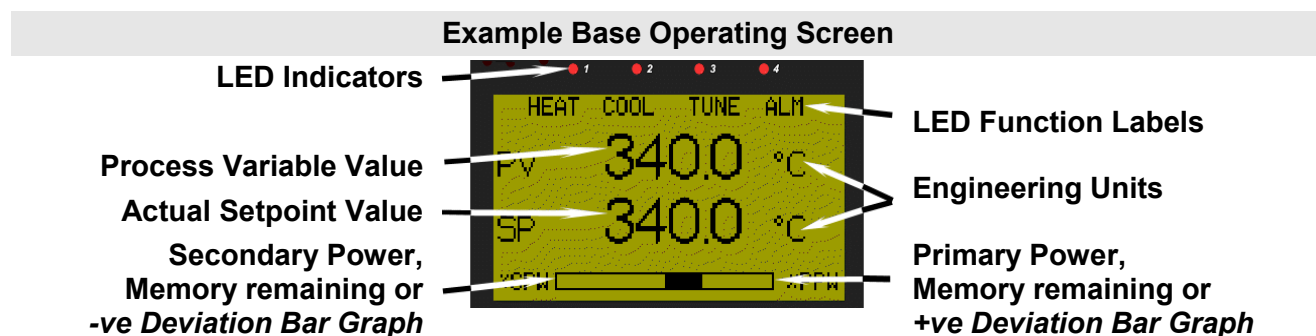 Example Base Operating Screen
LED Indicators
1 2 3 4
HEAT COOL TUNE ALM
LED Function Labels
Process Variable Value
PV 340.0 °C
Engineering Units
Actual Setpoint Value
SP 340.0 °C
Secondary Power,
Memory remaining or
-ve Deviation Bar Graph
Primary Power,
Memory remaining or
+ve Deviation Bar Graph